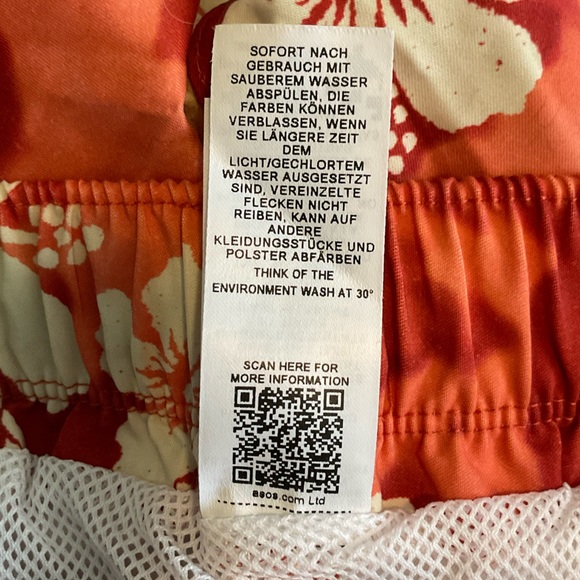 SOFORT NACH
GEBRAUCH MIT
SAUBEREM WASSER
ABSPÜLEN, DIE
FARBEN KÖNNEN
VERBLASSEN, WENN
SIE LÄNGERE ZEIT
DEM
LICHT/GECHLORTEM
WASSER AUSGESETZT
SIND, VEREINZELTE
FLECKEN NICHT
REIBEN, KANN AUF
ANDERE
KLEIDUNGSSTÜCKE UND
POLSTER ABFÄRBEN
THINK OF THE
ENVIRONMENT WASH AT 30°
SCAN HERE FOR
MORE INFORMATION
asos.com Ltd